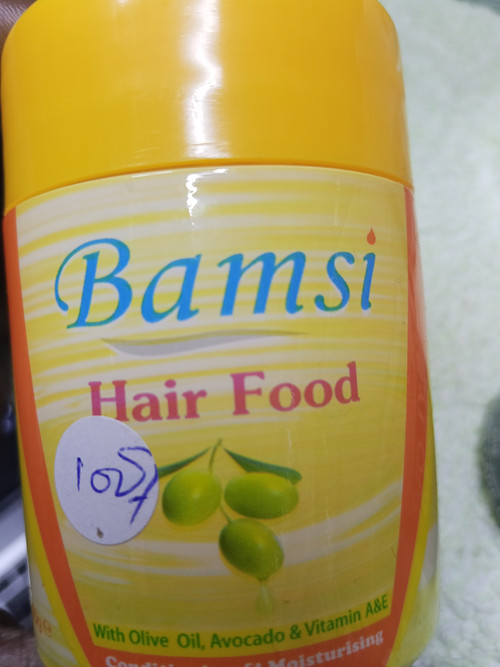 Bamsi
Hair Food
With Olive Oil, Avocado & Vitamin A&E
Moisturising